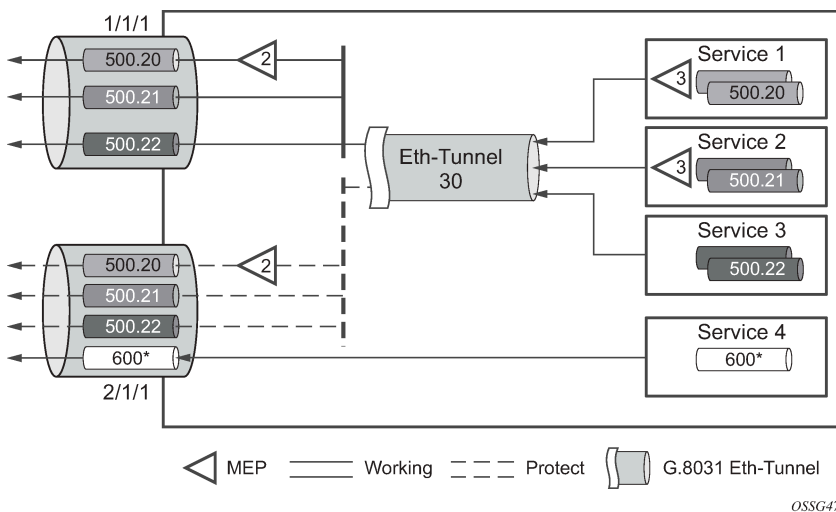 1/1/1
500.20
500.21
500.22
2
Eth-Tunnel
30
Service 1
3
500.20
Service 2
3
500.21
Service 3
500.22
500.20
2
500.21
500.22
600*
2/1/1
Service 4
600*
MEP
Working
Protect
G.8031 Eth-Tunnel
OSSG47